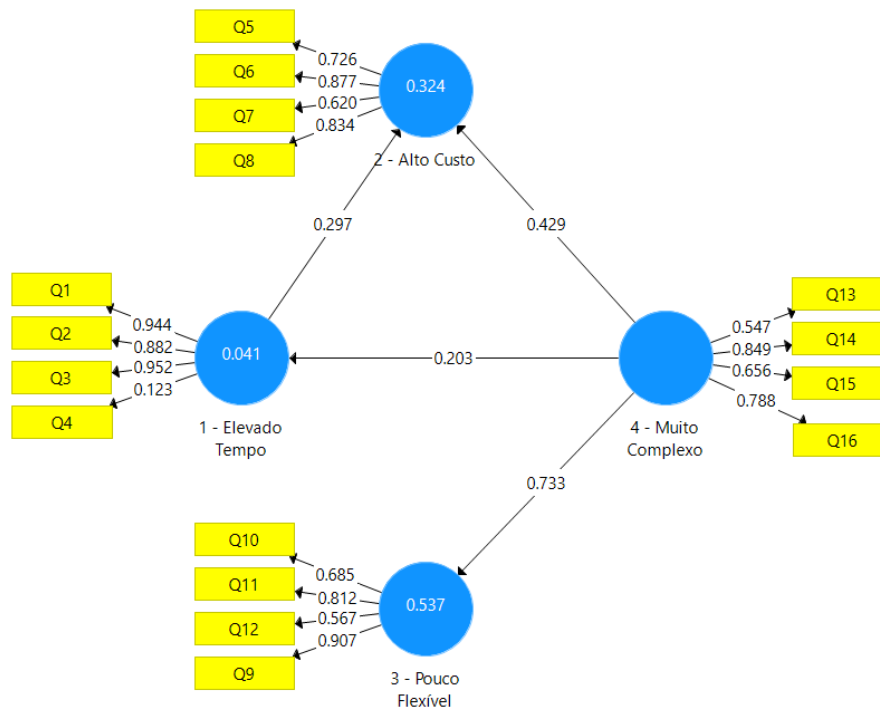 Q5
Q6
Q7
Q8
0.726
0.877
0.620
0.834
0.324
2 - Alto Custo
0.297
0.429
Q1
Q2
Q3
Q4
0.944
0.882
0.952
0.123
0.041
1 - Elevado
Tempo
0.203
4 - Muito
Complexo
0.547
0.849
0.656
0.788
Q13
Q14
Q15
Q16
0.733
Q10
Q11
Q12
Q9
0.685
0.812
0.567
0.907
0.537
3 - Pouco
Flexível